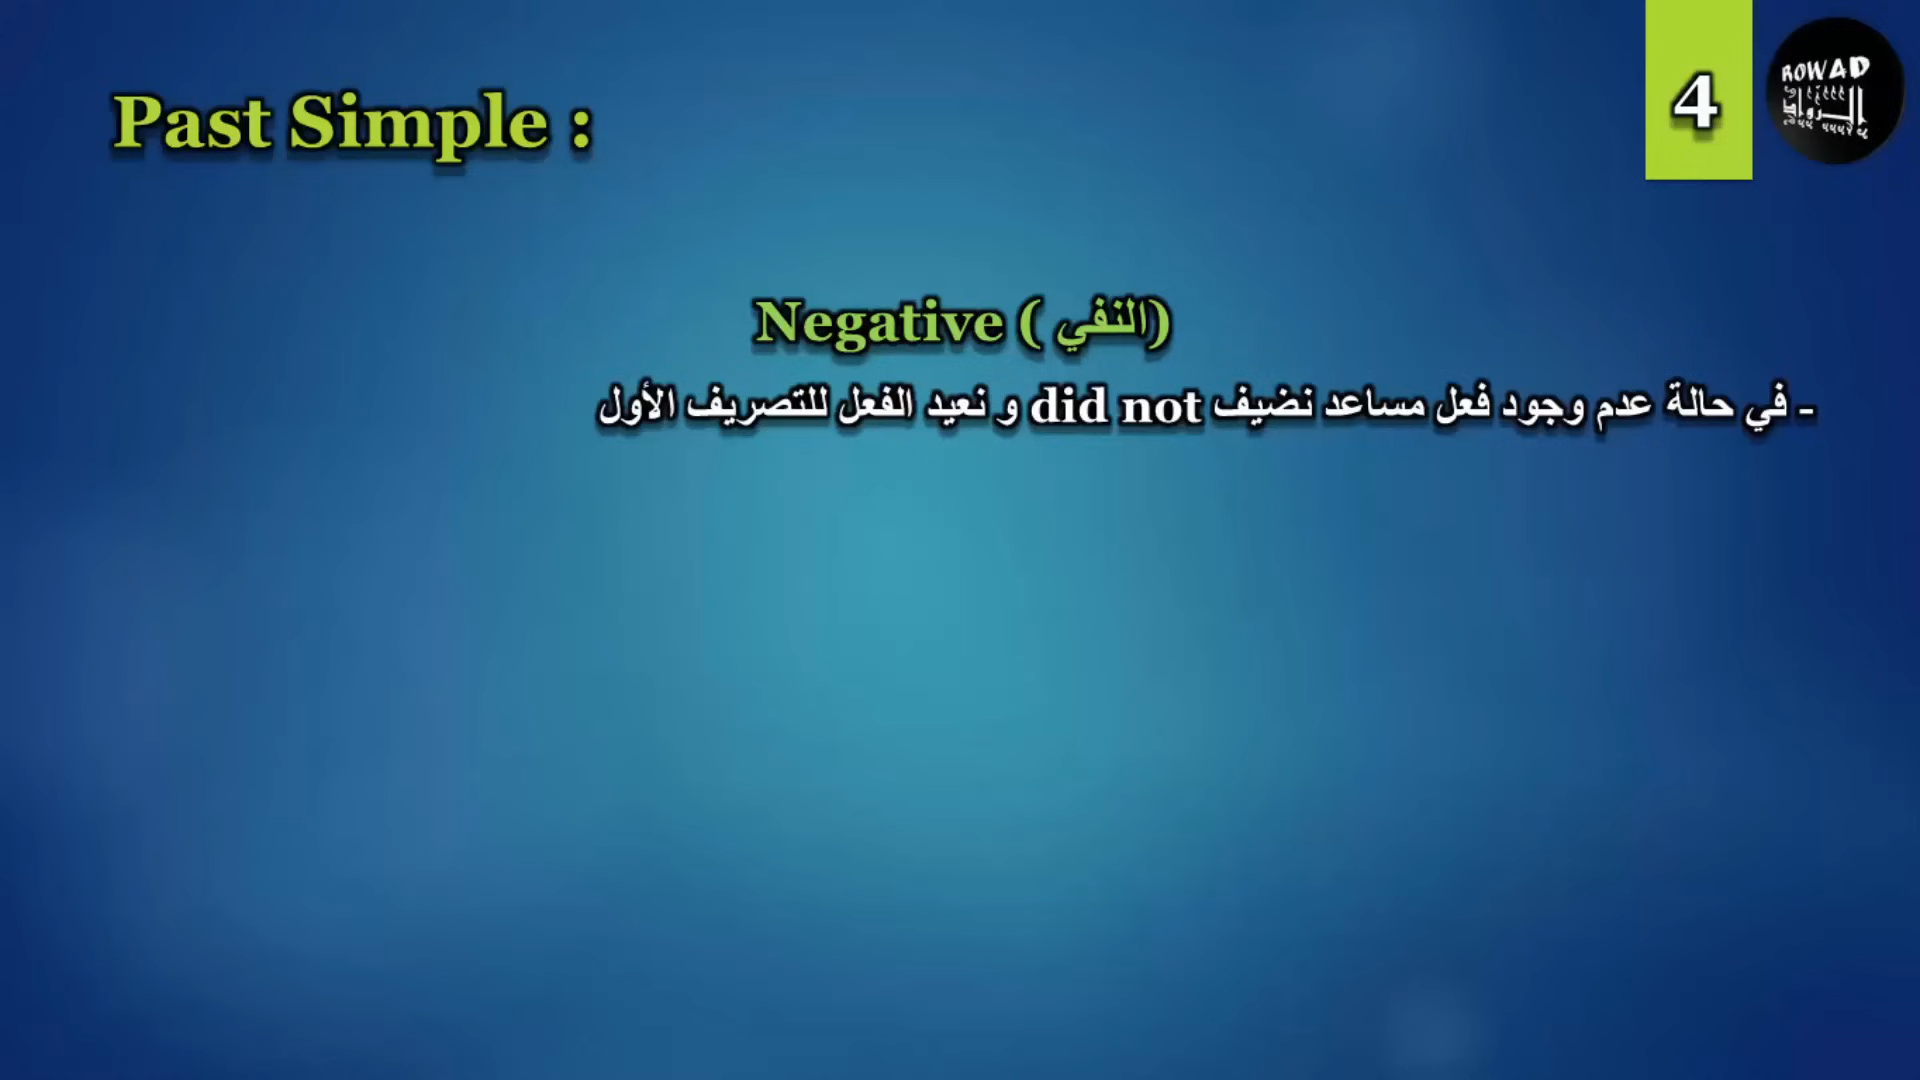 Past Simple :
4
ROWAD
الرواد
Negative ( النفي)
- في حالة عدم وجود فعل مساعد نضيف did not و نعيد الفعل للتصريف الأول